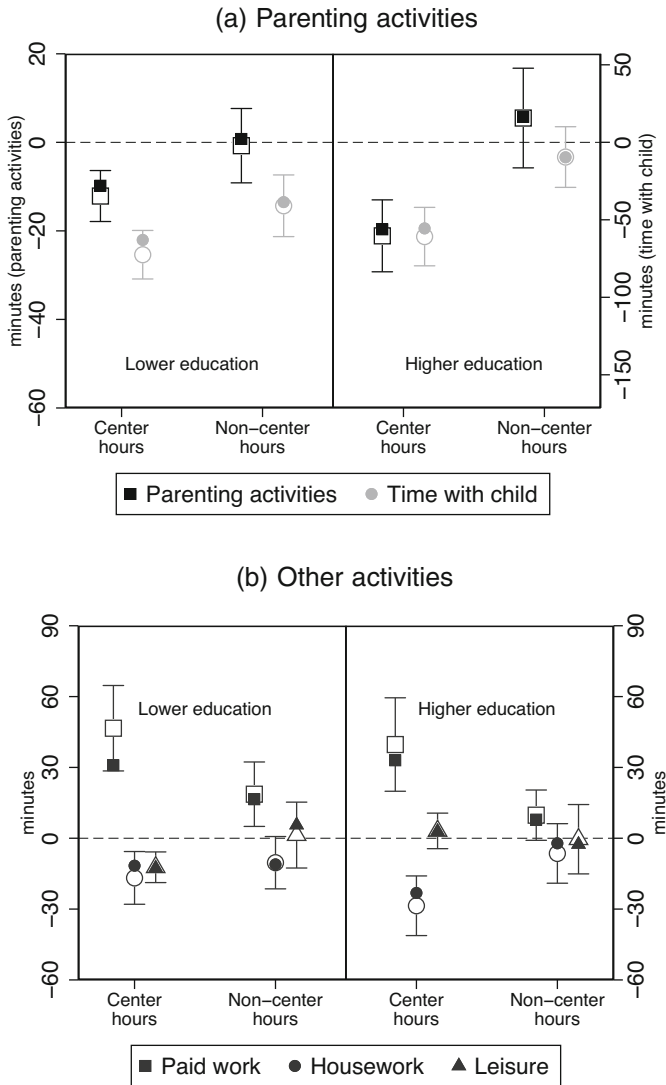 (a) Parenting activities
minutes (parenting activities)
20
0
−20
−40
−60
50
0
−50
−100
−150
minutes (time with child)
Lower education
Higher education
Center hours
Non−center hours
Center hours
Non−center hours
Parenting activities
Time with child
(b) Other activities
minutes
90
60
30
0
−30
−60
90
60
30
0
−30
−60
minutes
Lower education
Higher education
Center hours
Non−center hours
Center hours
Non−center hours
Paid work
Housework
Leisure